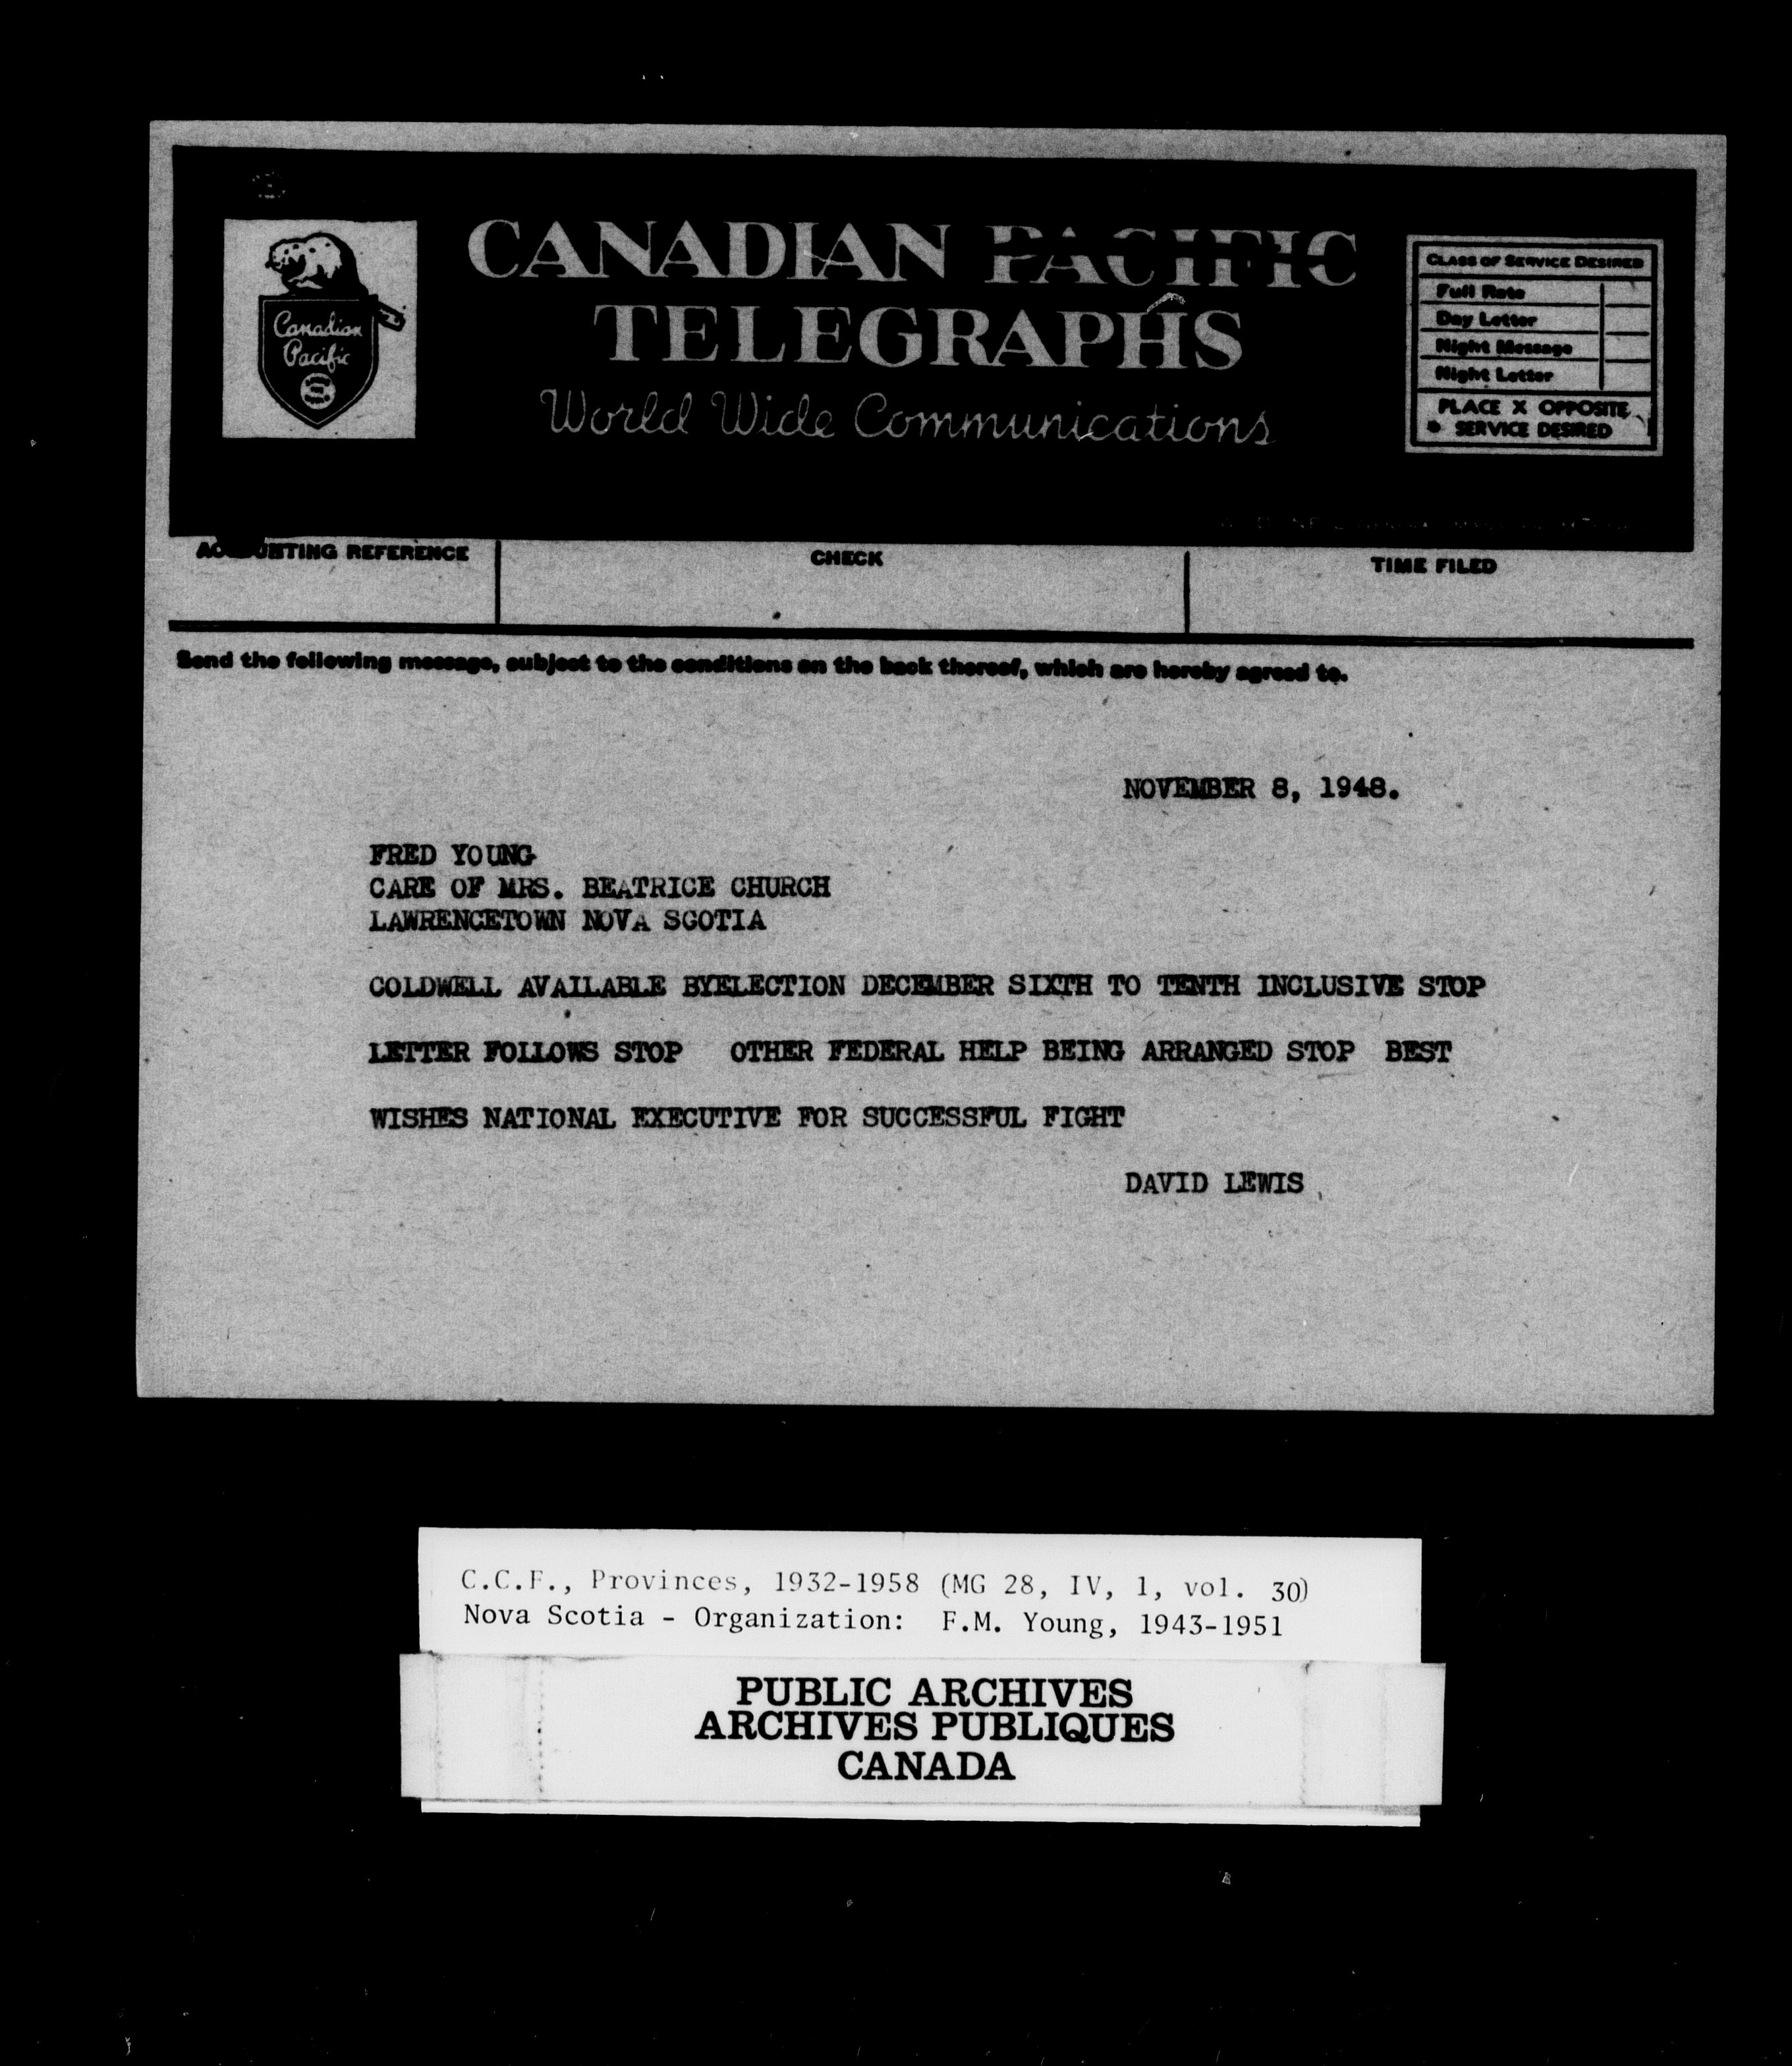 CANADIAN PACIFIC
TELEGRAPHS
World Wide Communications
Canadian
Pacific
CLASS OF SERVICE DESIRED
Full Rate
Day Letter
Night Message
Night Letter
PLACE X OPPOSITE
SERVICE DESIRED
ACCOUNTING REFERENCE
CHECK
TIME FILED
Send the following message, subject to the conditions on the back thereof, which are hereby agreed to.
NOVEMBER 8, 1948.
FRED YOUNG
CARE OF MRS. BEATRICE CHURCH
LAWRENCETOWN NOVA SCOTIA
COLDWELL AVAILABLE BYELECTION DECEMBER SIXTH TO TENTH INCLUSIVE STOP
LETTER FOLLOWS STOP OTHER FEDERAL HELP BEING ARRANGED STOP BEST
WISHES NATIONAL EXECUTIVE FOR SUCCESSFUL FIGHT
DAVID LEWIS
C.C.F., Provinces, 1932-1958 (MG 28, IV, 1, vol. 30)
Nova Scotia - Organization: F.M. Young, 1943-1951
PUBLIC ARCHIVES
ARCHIVES PUBLIQUES
CANADA